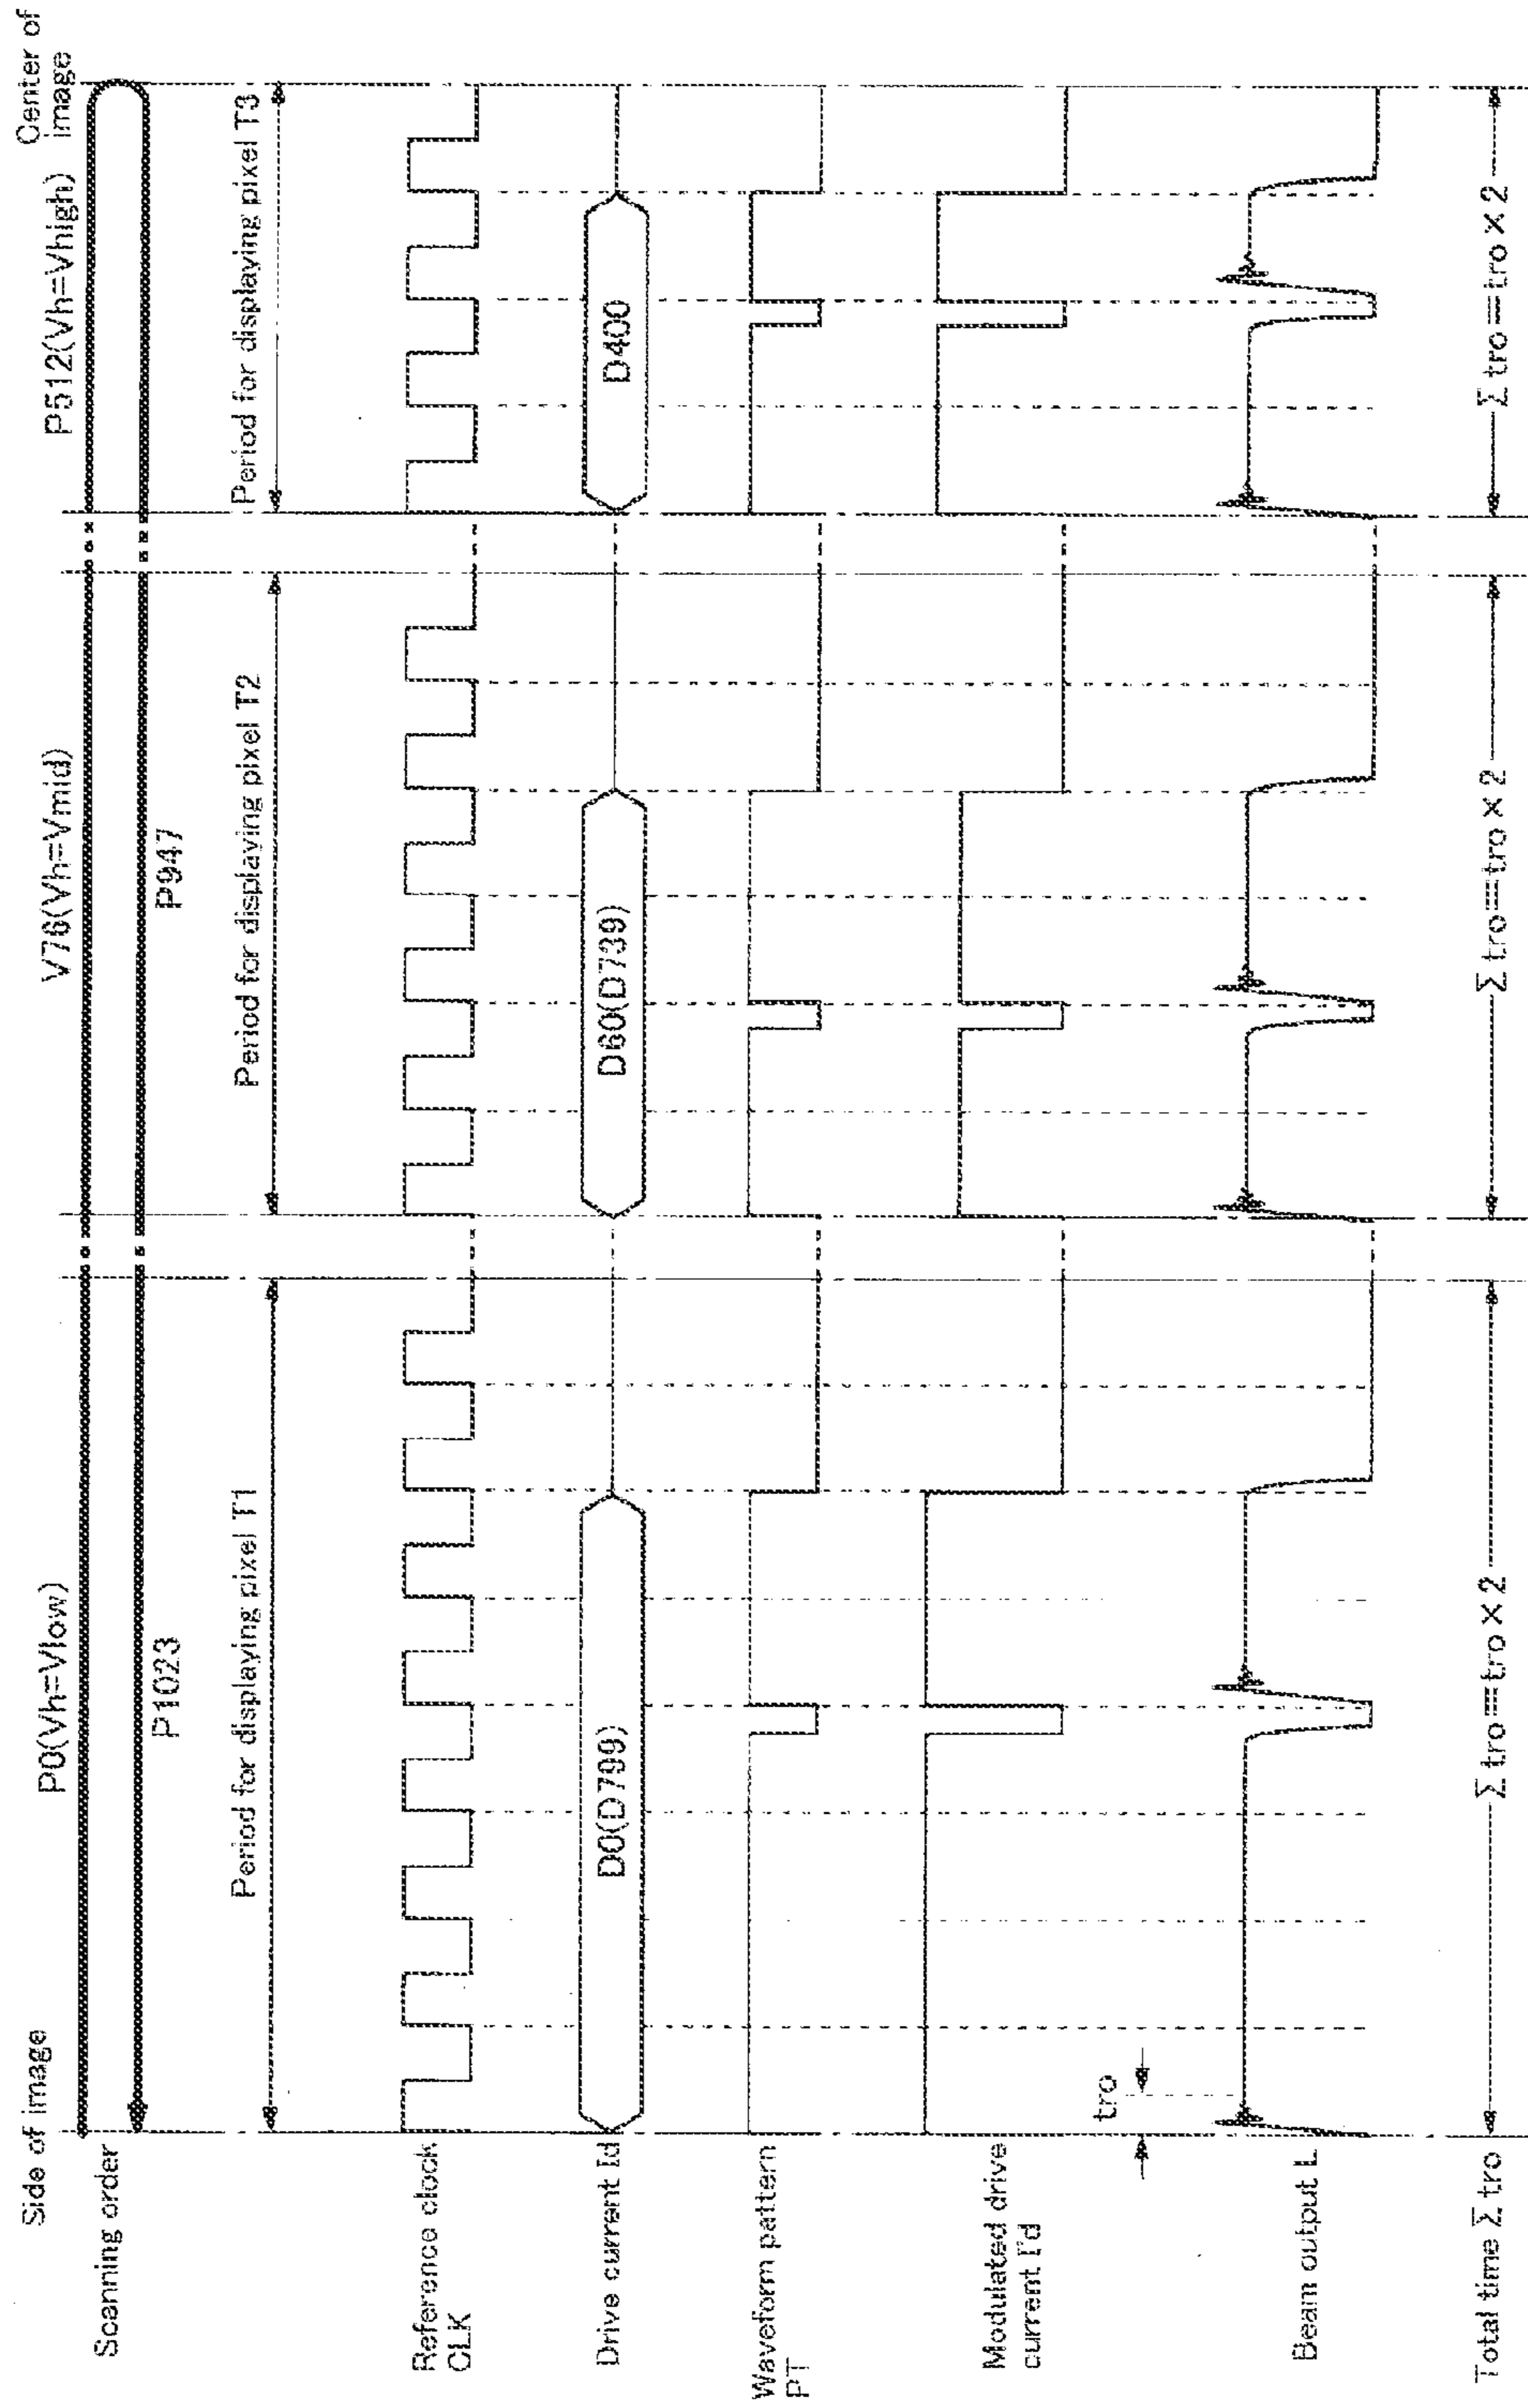 Side of image
Center of
image
P0(Vh=Vlow)
V76(Vh=Vmid)
P512(Vh=Vhigh)
Scanning order
P1023
P947
Period for displaying pixel T1
Period for displaying pixel T2
Period for displaying pixel T3
Reference clock
CLK
Drive current Id
D0(D799)
D60(D739)
D400
Waveform pattern
PT
Modulated drive
current I'd
tro
Beam output L
Total time Σ tro
Σ tro=tro×2
Σ tro=tro×2
Σ tro=tro×2